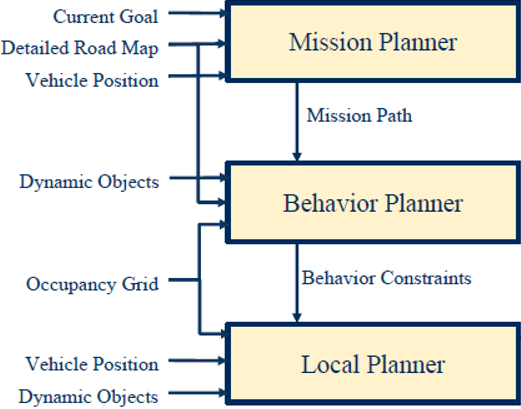 Current Goal
Detailed Road Map
Vehicle Position
Mission Planner
Mission Path
Dynamic Objects
Behavior Planner
Occupancy Grid
Behavior Constraints
Vehicle Position
Dynamic Objects
Local Planner